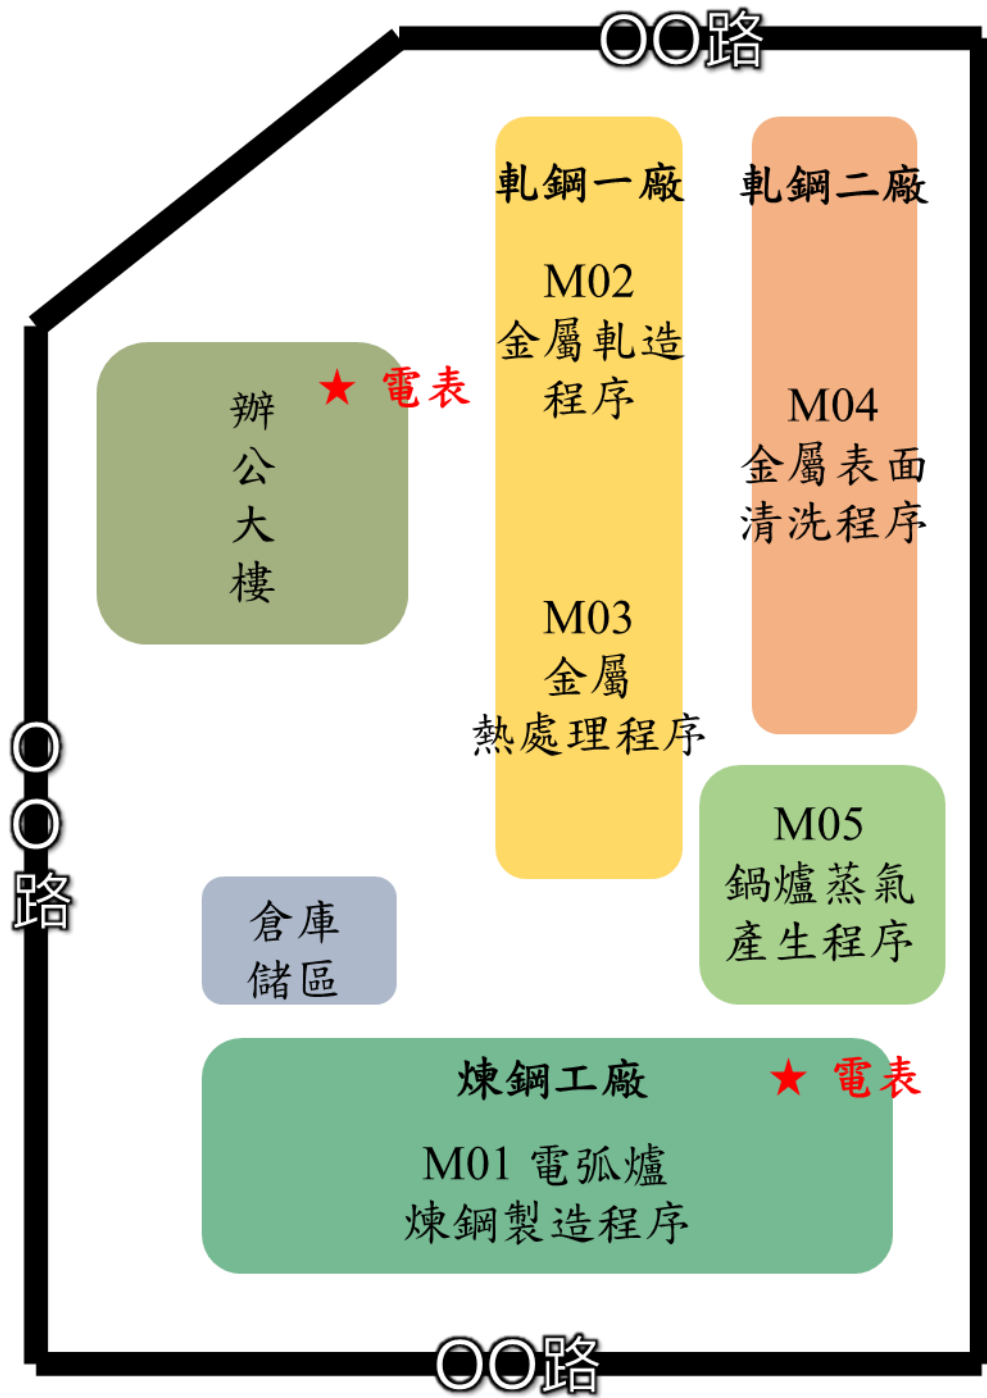 OO路
軋鋼一廠
M02
金屬軋造
程序
M03
金屬
熱處理程序
軋鋼二廠
M04
金屬表面
清洗程序
★ 電表
辦
公
大
樓
O
O
路
M05
鍋爐蒸氣
產生程序
倉庫
儲區
煉鋼工廠
★ 電表
M01 電弧爐
煉鋼製造程序
OO路